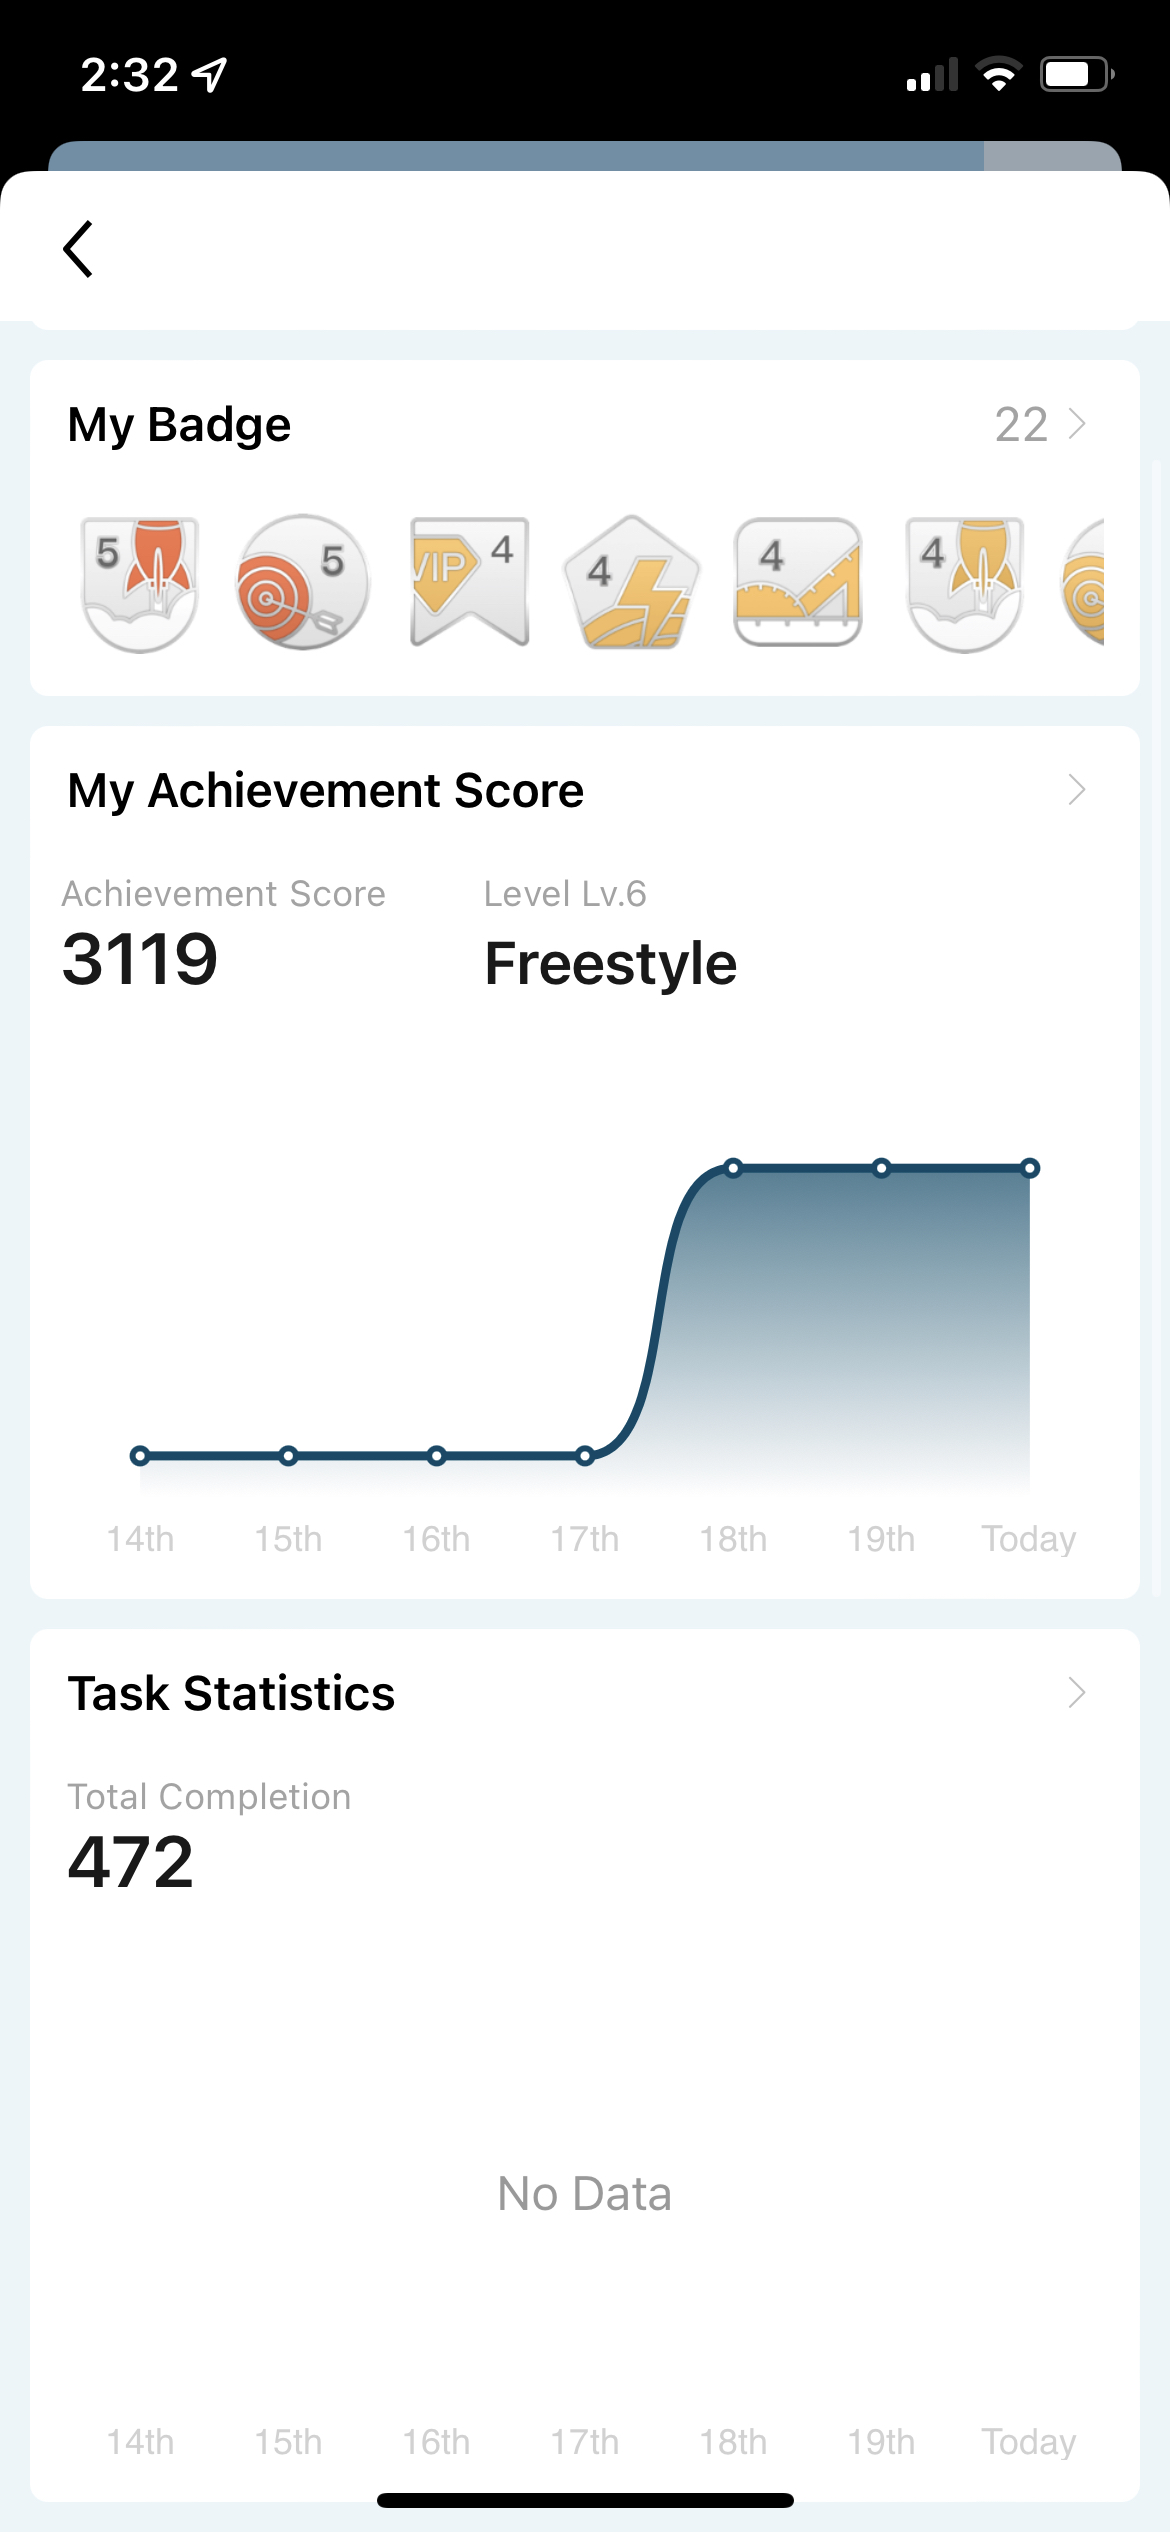 2:32
My Badge 22
5 5 VIP 4 4 4 4
My Achievement Score
Achievement Score Level Lv.6
3119 Freestyle
14th 15th 16th 17th 18th 19th Today
Task Statistics
Total Completion
472
No Data
14th 15th 16th 17th 18th 19th Today